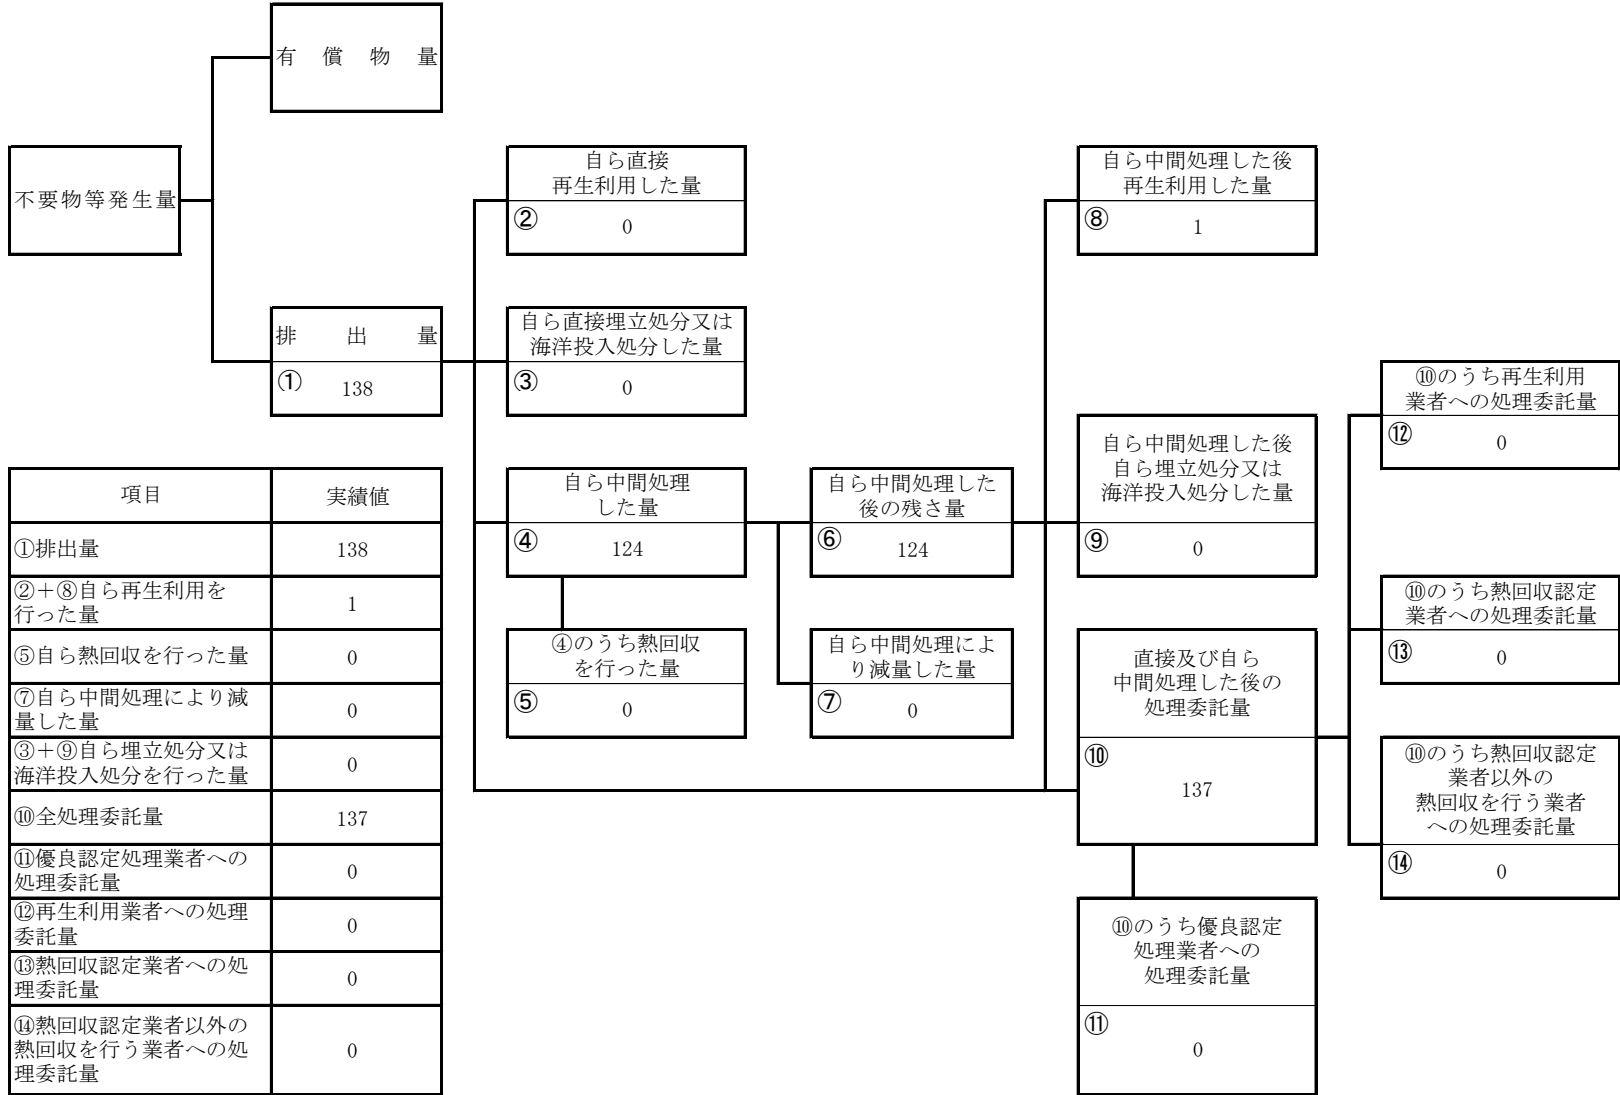 有償物量
不要物等発生量
排出量
① 138
自ら直接
再生利用した量
② 0
自ら直接埋立処分又は
海洋投入処分した量
③ 0
自ら中間処理
した量
④ 124
④のうち熱回収
を行った量
⑤ 0
自ら中間処理した
後の残さ量
⑥ 124
自ら中間処理によ
り減量した量
⑦ 0
自ら中間処理した後
再生利用した量
⑧ 1
自ら中間処理した後
自ら埋立処分又は
海洋投入処分した量
⑨ 0
直接及び自ら
中間処理した後の
処理委託量
⑩
137
⑩のうち優良認定
処理業者への
処理委託量
⑪
0
⑩のうち再生利用
業者への処理委託量
⑫ 0
⑩のうち熱回収認定
業者への処理委託量
⑬ 0
⑩のうち熱回収認定
業者以外の
熱回収を行う業者
への処理委託量
⑭ 0
項目 実績値
①排出量 138
②+⑧自ら再生利用を
行った量 1
⑤自ら熱回収を行った量 0
⑦自ら中間処理により減
量した量 0
③+⑨自ら埋立処分又は
海洋投入処分を行った量 0
⑩全処理委託量 137
⑪優良認定処理業者への
処理委託量 0
⑫再生利用業者への処理
委託量 0
⑬熱回収認定業者への処
理委託量 0
⑭熱回収認定業者以外の
熱回収を行う業者への処
理委託量 0